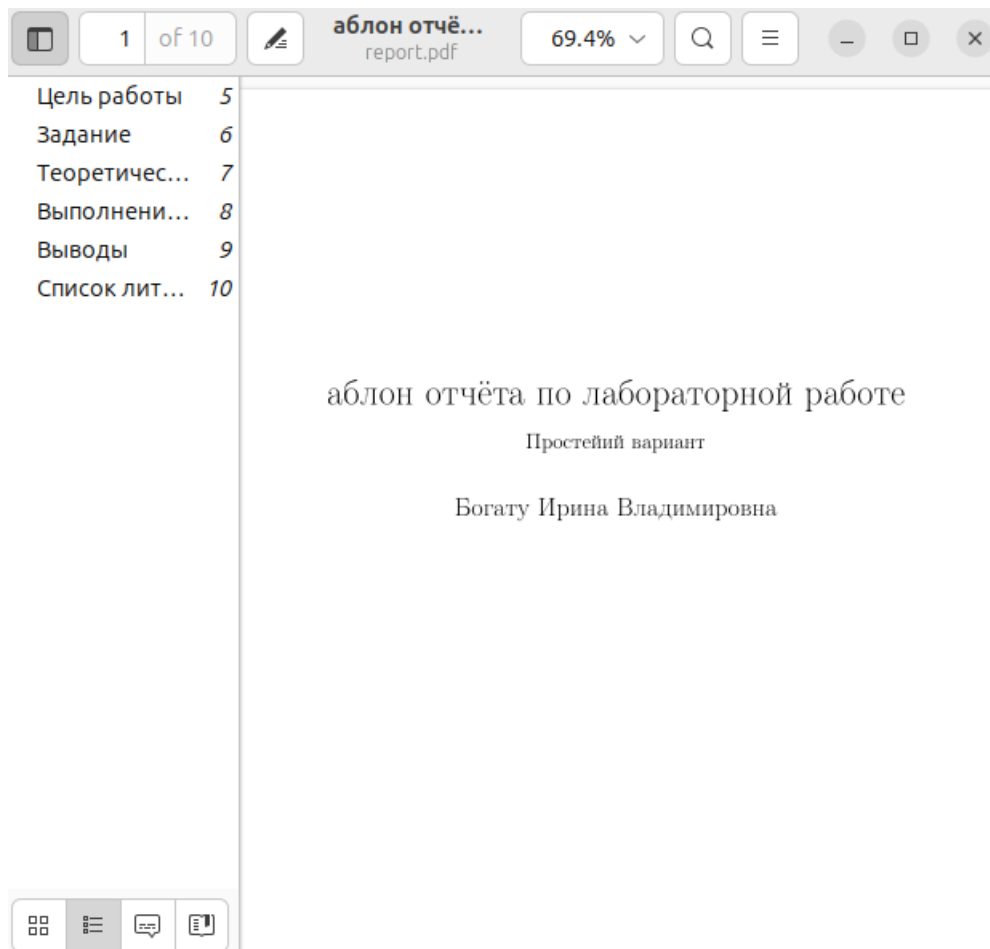 1 of 10
аблон отчё...
report.pdf
69.4%
Цель работы 5
Задание 6
Теоретичес... 7
Выполнени... 8
Выводы 9
Список лит... 10
аблон отчёта по лабораторной работе
Простейий вариант
Богату Ирина Владимировна